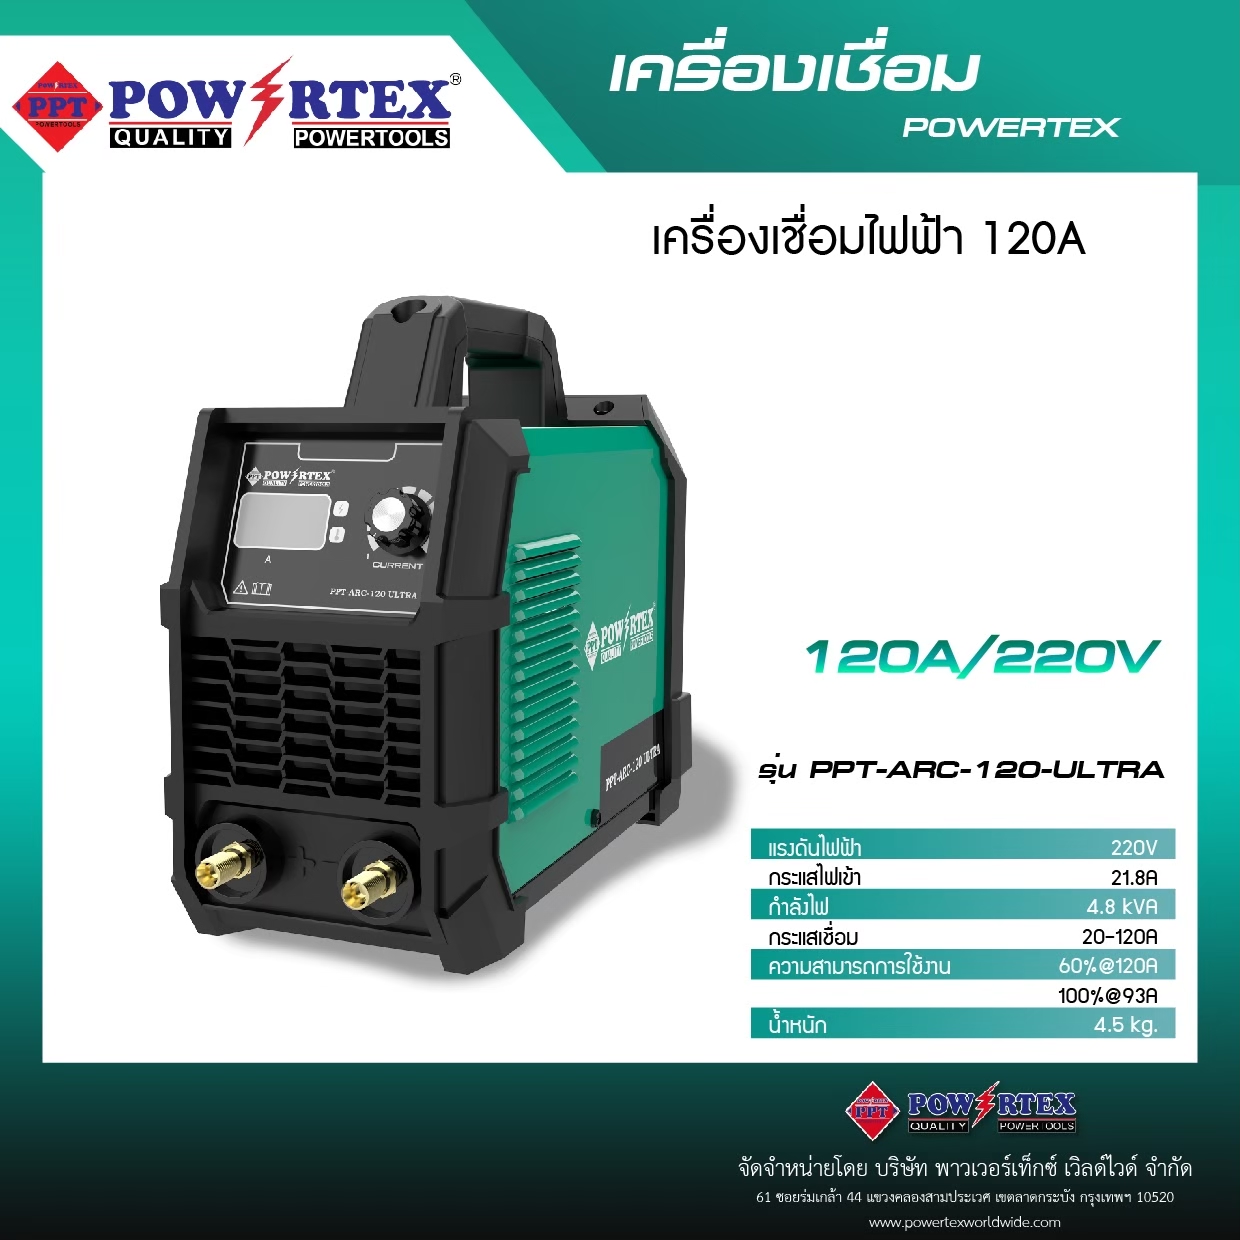 PPT
POWERTEX
POWERTOOLS
POWERTEX®
QUALITY POWERTOOLS
เครื่องเชื่อม
POWERTEX
เครื่องเชื่อมไฟฟ้า 120A
PPT POWERTEX
QUALITY POWERTOOLS
A
CURRENT
PPT-ARC-120 ULTRA
PPT POWERTEX
QUALITY
PPT-ARC-120 ULTRA
120A/220V
รุ่น PPT-ARC-120-ULTRA
แรงดันไฟฟ้า 220V
กระแสไฟเข้า 21.8A
กำลังไฟ 4.8 kVA
กระแสเชื่อม 20-120A
ความสามารถการใช้งาน 60%@120A
100%@93A
น้ำหนัก 4.5 kg.
PPT POWERTEX
QUALITY POWERTOOLS
จัดจำหน่ายโดย บริษัท พาวเวอร์เท็กซ์ เวิลด์ไวด์ จำกัด
61 ซอยร่มเกล้า 44 แขวงคลองสามประเวศ เขตลาดกระบัง กรุงเทพฯ 10520
www.powertexworldwide.com